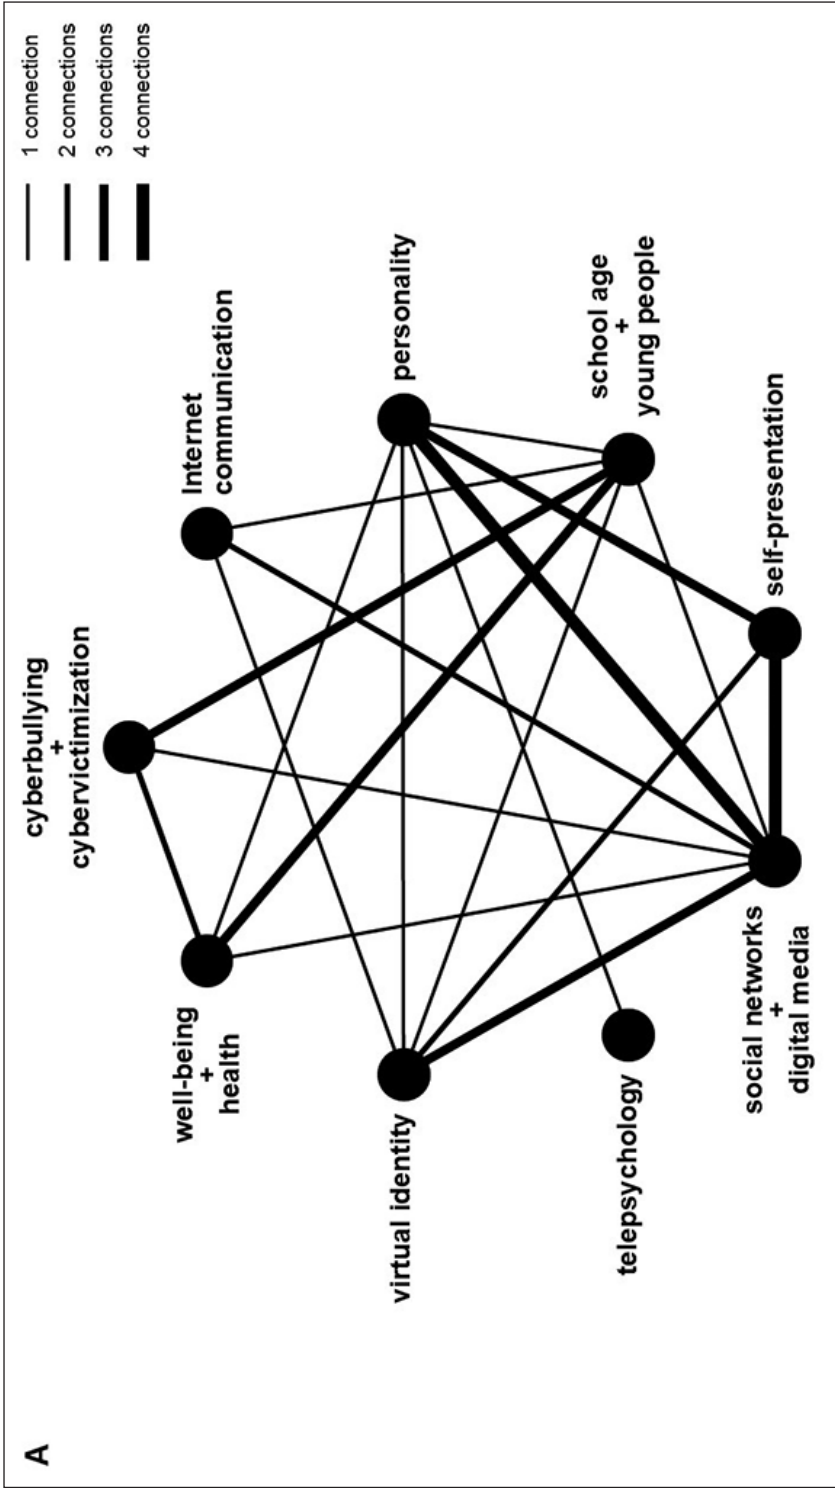 A
1 connection
2 connections
3 connections
4 connections
cyberbullying
+
cybervictimization
well-being
+
health
Internet
communication
virtual identity
personality
telepsychology
school age
+
young people
social networks
+
digital media
self-presentation